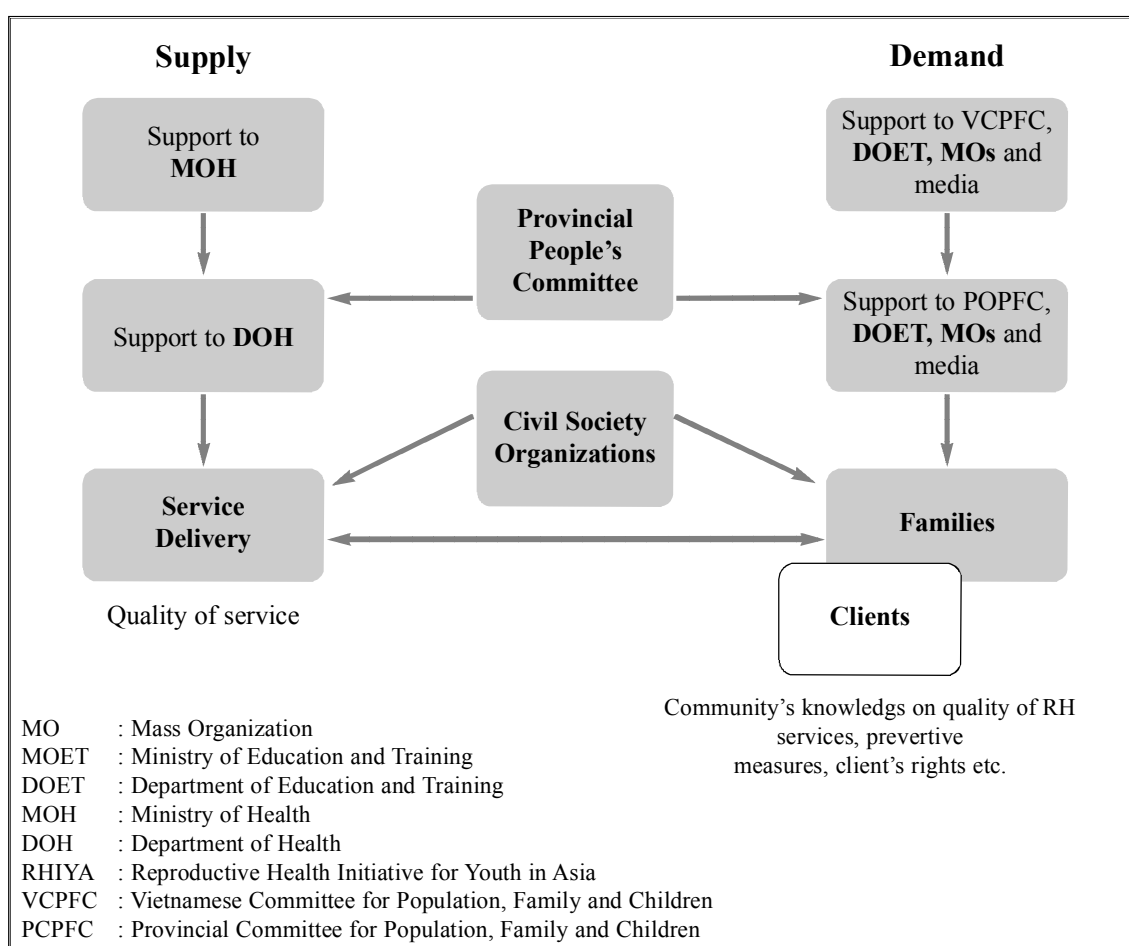 Supply
Demand
Support to
MOH
Support to VCPFC,
DOET, MOs and
media
Provincial
People's
Committee
Support to DOH
Support to POPFC,
DOET, MOs and
media
Civil Society
Organizations
Service
Delivery
Families
Quality of service
Clients
Community's knowledgs on quality of RH
services, prevertive
measures, client's rights etc.
MO : Mass Organization
MOET : Ministry of Education and Training
DOET : Department of Education and Training
MOH : Ministry of Health
DOH : Department of Health
RHIYA : Reproductive Health Initiative for Youth in Asia
VCPFC : Vietnamese Committee for Population, Family and Children
PCPFC : Provincial Committee for Population, Family and Children